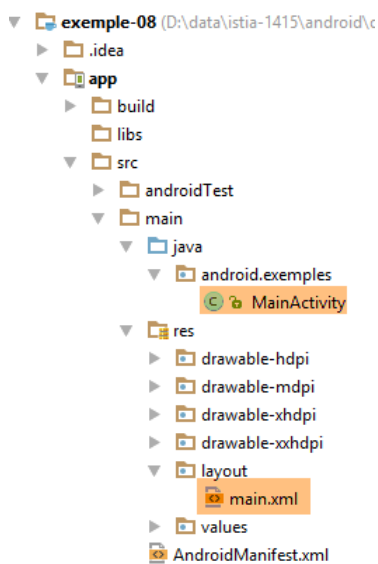 exemple-08 (D:\data\istia-1415\android\
.idea
app
build
libs
src
androidTest
main
java
android.exemples
MainActivity
res
drawable-hdpi
drawable-mdpi
drawable-xhdpi
drawable-xxhdpi
layout
main.xml
values
AndroidManifest.xml